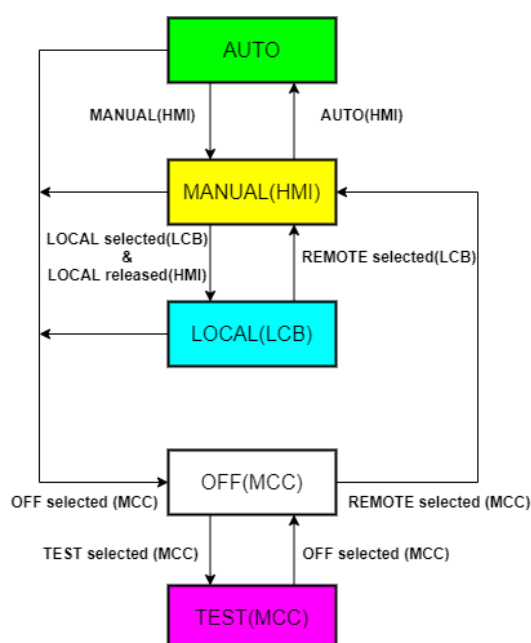 AUTO
MANUAL(HMI)
AUTO(HMI)
MANUAL(HMI)
LOCAL selected(LCB)
&
LOCAL released(HMI)
REMOTE selected(LCB)
LOCAL(LCB)
OFF(MCC)
OFF selected (MCC)
REMOTE selected (MCC)
TEST selected (MCC)
OFF selected (MCC)
TEST(MCC)